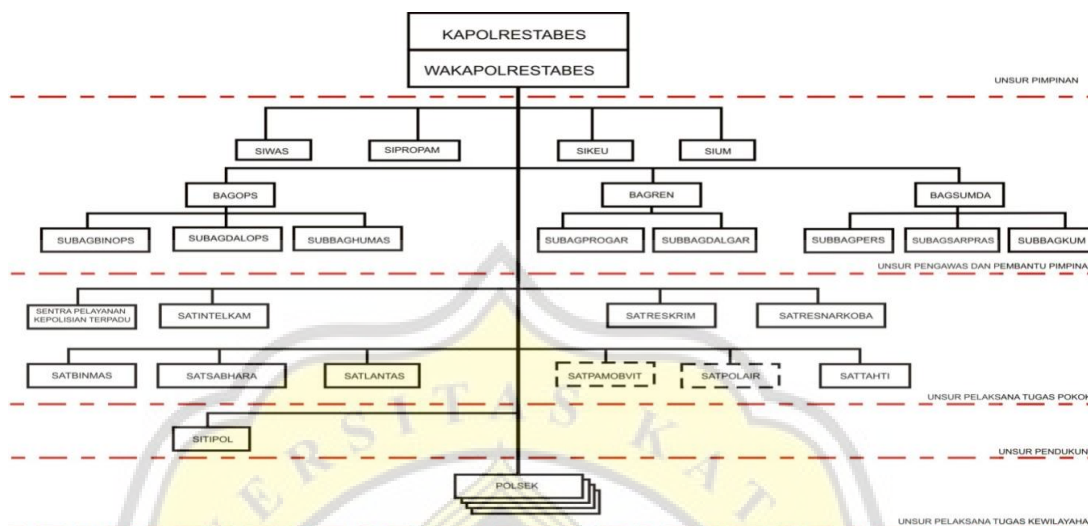 KAPOLRESTABES
WAKAPOLRESTABES
UNSUR PIMPINAN
SIWAS
SIPROPAM
SIKEU
SIUM
BAGOPS
BAGREN
BAGSUMDA
SUBAGBINOPS
SUBAGDALOPS
SUBBAGHUMAS
SUBAGPROGAR
SUBBAGDALGAR
SUBBAGPERS
SUBAGSARPRAS
SUBBAGKUM
UNSUR PENGAWAS DAN PEMBANTU PIMPINA
SENTRA PELAYANAN
KEPOLISIAN TERPADU
SATINTELKAM
SATRESKRIM
SATRESNARKOBA
SATBINMAS
SATSABHARA
SATLANTAS
SATPAMOBVIT
SATPOLAIR
SATTAHTI
UNSUR PELAKSANA TUGAS POKOK
SITIPOL
UNSUR PENDUKUN
POLSEK
UNSUR PELAKSANA TUGAS KEWILAYAHA
ERSITAS KAT